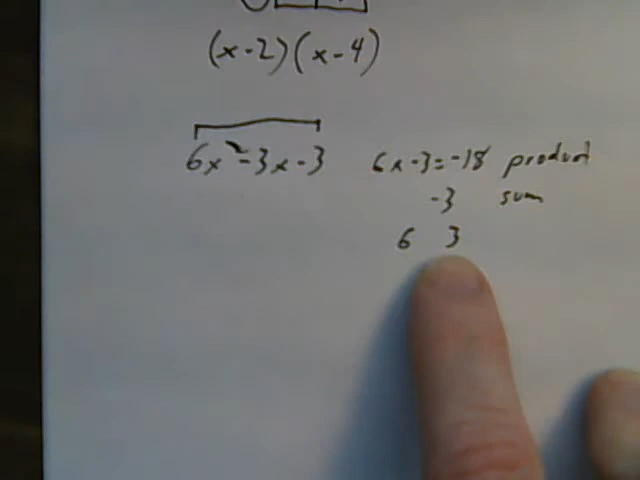 (x-2)(x-4)
6x²-3x-3 6x-3=-18 product
-3 sum
6 3